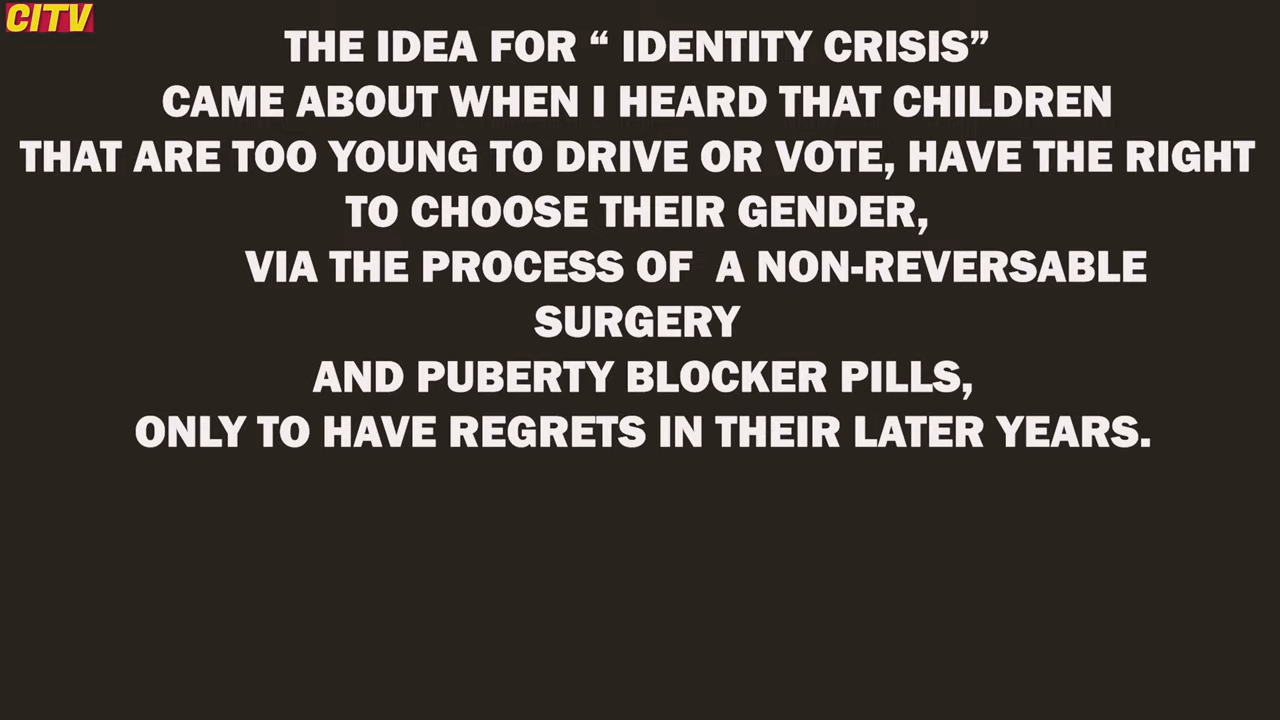 CITV
THE IDEA FOR “ IDENTITY CRISIS”
CAME ABOUT WHEN I HEARD THAT CHILDREN
THAT ARE TOO YOUNG TO DRIVE OR VOTE, HAVE THE RIGHT
TO CHOOSE THEIR GENDER,
VIA THE PROCESS OF  A NON-REVERSABLE
SURGERY
AND PUBERTY BLOCKER PILLS,
ONLY TO HAVE REGRETS IN THEIR LATER YEARS.